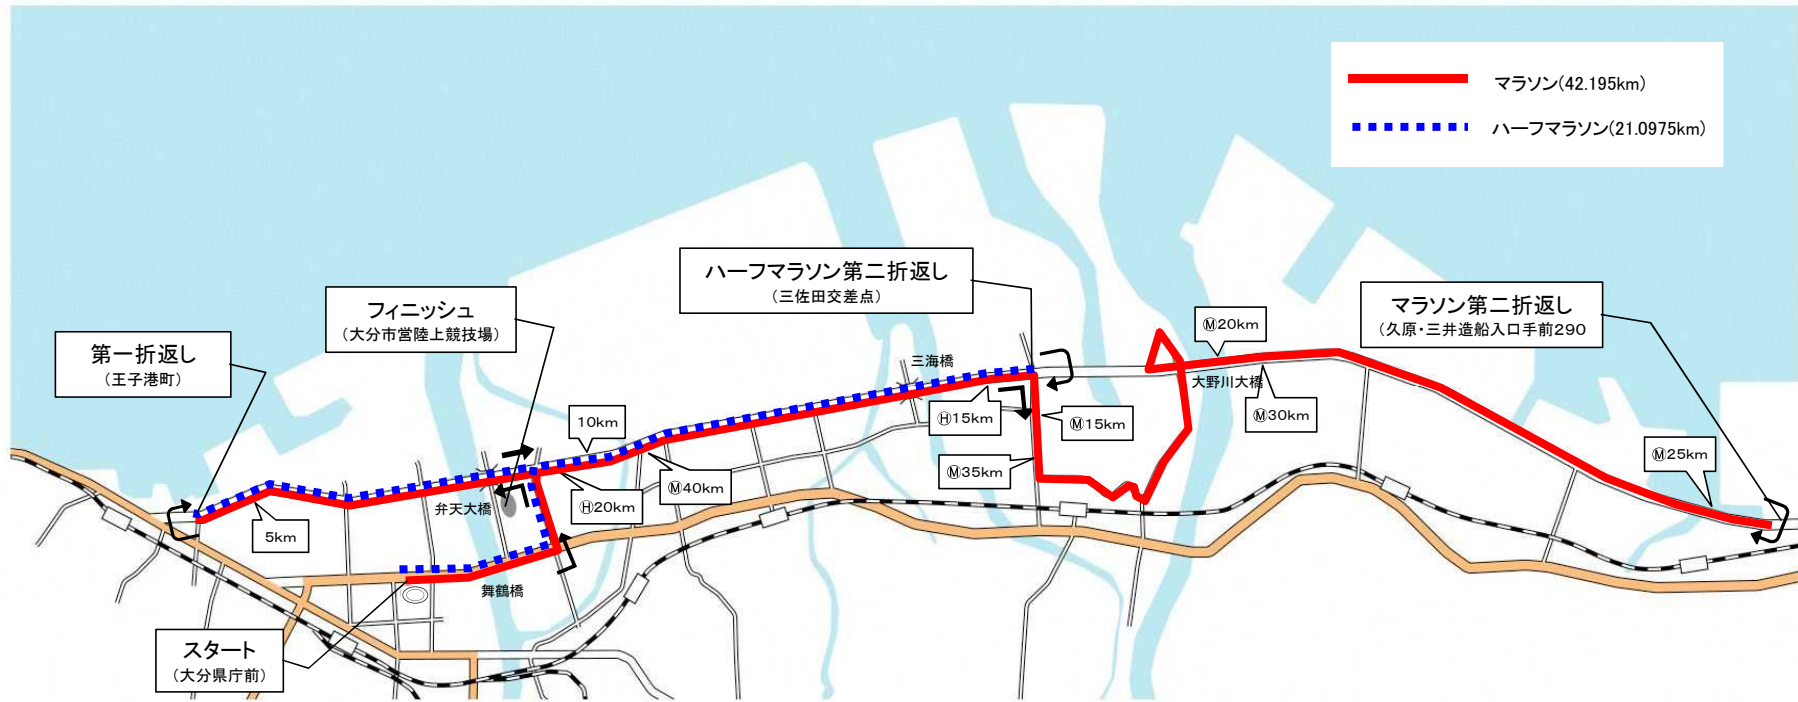 マラソン(42.195km)
ハーフマラソン(21.0975km)
ハーフマラソン第二折返し
(三佐田交差点)
フィニッシュ
(大分市営陸上競技場)
マラソン第二折返し
(久原・三井造船入口手前290
第一折返し
(王子港町)
Ⓜ20km
三海橋
大野川大橋
10km
Ⓗ15km
Ⓜ15km
Ⓜ30km
Ⓜ25km
Ⓜ35km
Ⓜ40km
弁天大橋
Ⓗ20km
5km
舞鶴橋
スタート
(大分県庁前)